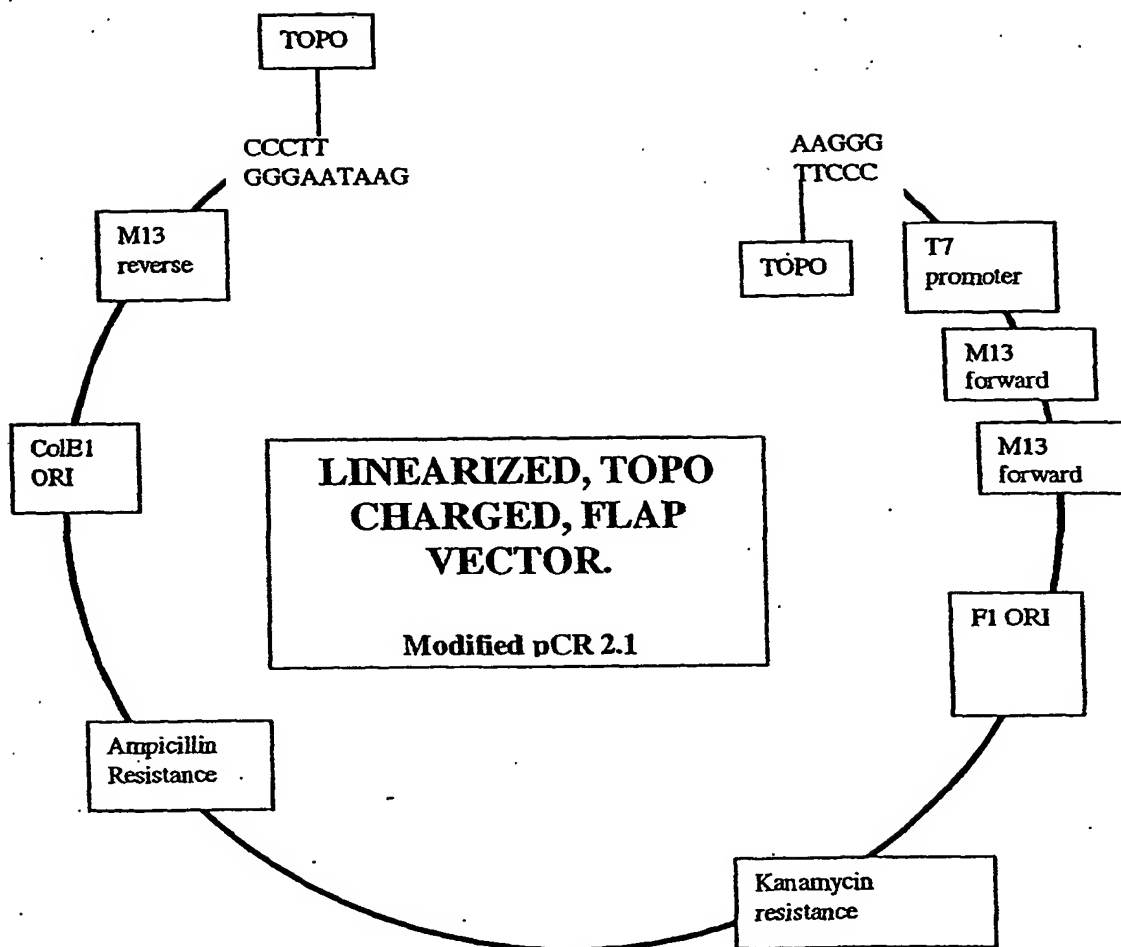 TOPO
CCCTT
GGGAATAAG
AAGGG
TTCCC
M13
reverse
TOPO
T7
promoter
M13
forward
M13
forward
ColE1
ORI
LINEARIZED, TOPO
CHARGED, FLAP
VECTOR.
Modified pCR 2.1
F1 ORI
Ampicillin
Resistance
Kanamycin
resistance